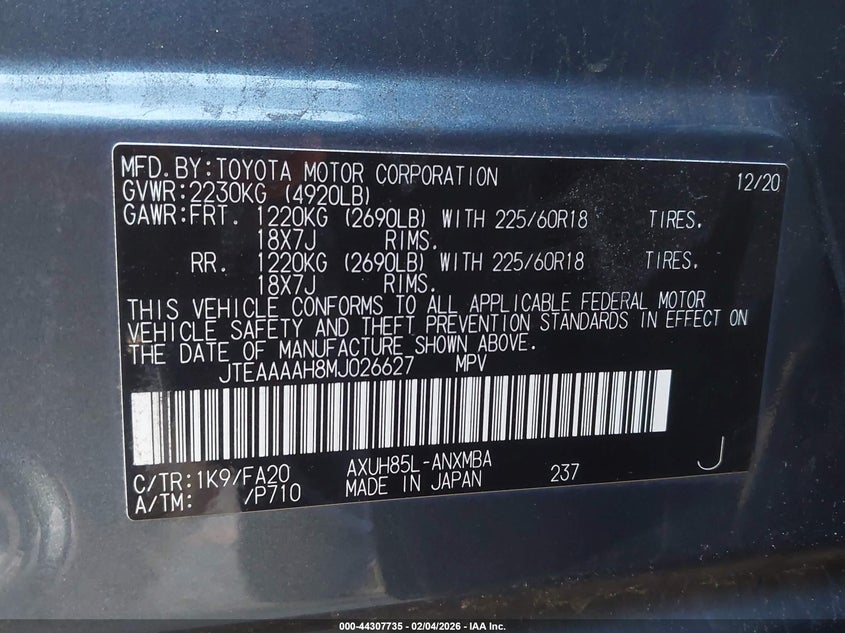 MFD.BY:TOYOTA MOTOR CORPORATION 12/20
GVWR:2230KG (4920LB)
GAWR:FRT. 1220KG (2690LB) WITH 225/60R18 TIRES.
18X7J RIMS.
RR. 1220KG (2690LB) WITH 225/60R18 TIRES.
18X7J RIMS.
THIS VEHICLE CONFORMS TO ALL APPLICABLE FEDERAL MOTOR
VEHICLE SAFETY AND THEFT PREVENTION STANDARDS IN EFFECT ON
THE DATE OF MANUFACTURE SHOWN ABOVE.
JTEAAAAH8MJ026627 MPV
C/TR:1K9/FA20 AXUH85L-ANXMBA 237 J
A/TM: /P710 MADE IN JAPAN
000-44307735 - 02/04/2026 - IAA Inc.